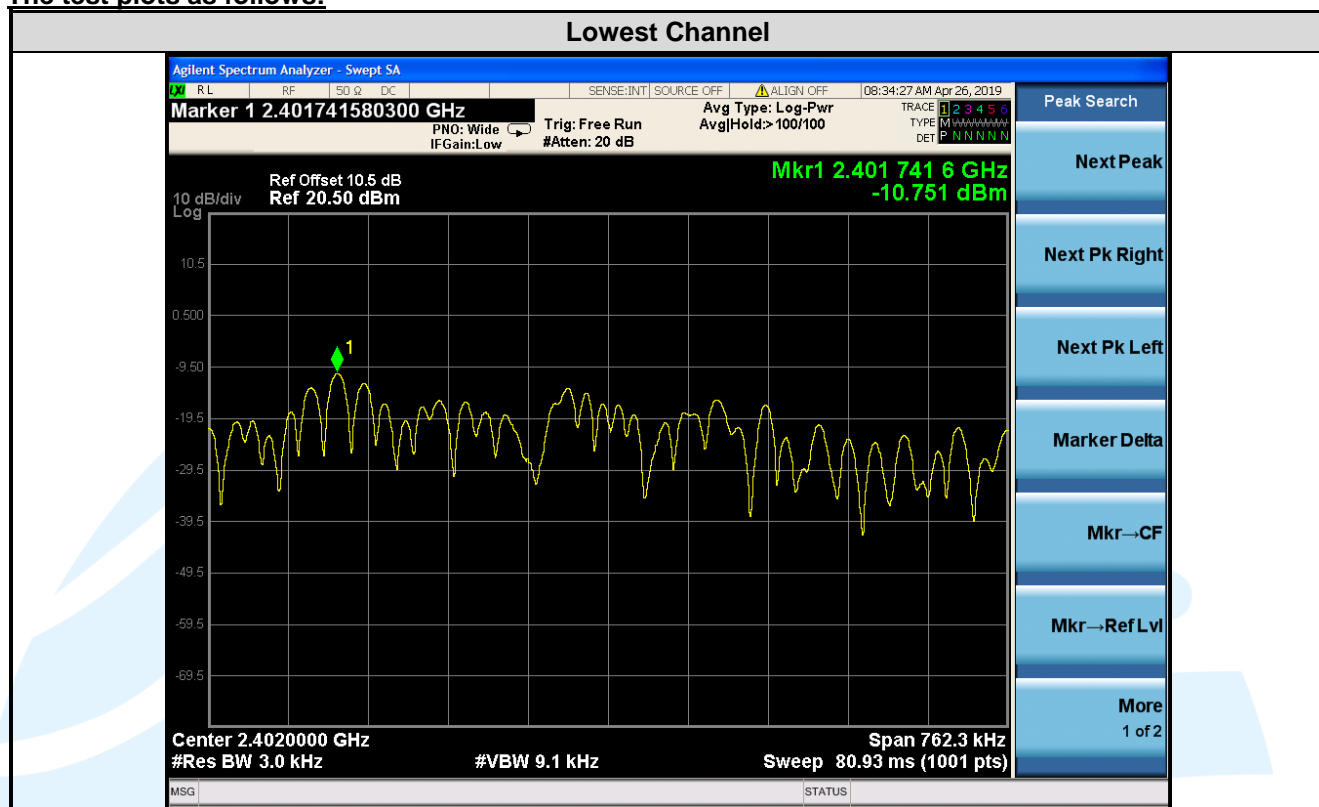 The test plots as follows:
Lowest Channel
Agilent Spectrum Analyzer - Swept SA
LXI RL RF 50 Ω DC SENSE:INT SOURCE OFF ALIGN OFF 08:34:27 AM Apr 26, 2019
Marker 1 2.401741580300 GHz
PNO: Wide
IFGain:Low
Trig: Free Run
#Atten: 20 dB
Avg Type: Log-Pwr
Avg|Hold:> 100/100
TRACE 1 2 3 4 5 6
TYPE M WWWWW
DET P N N N N N
Peak Search
Mkr1 2.401 741 6 GHz
-10.751 dBm
10 dB/div
Log
Ref Offset 10.5 dB
Ref 20.50 dBm
10.5
0.500
-9.50
-19.5
-29.5
-39.5
-49.5
-59.5
-69.5
1
Center 2.4020000 GHz
#Res BW 3.0 kHz
#VBW 9.1 kHz
Span 762.3 kHz
Sweep 80.93 ms (1001 pts)
MSG
STATUS
Next Peak
Next Pk Right
Next Pk Left
Marker Delta
Mkr→CF
Mkr→Ref Lvl
More
1 of 2